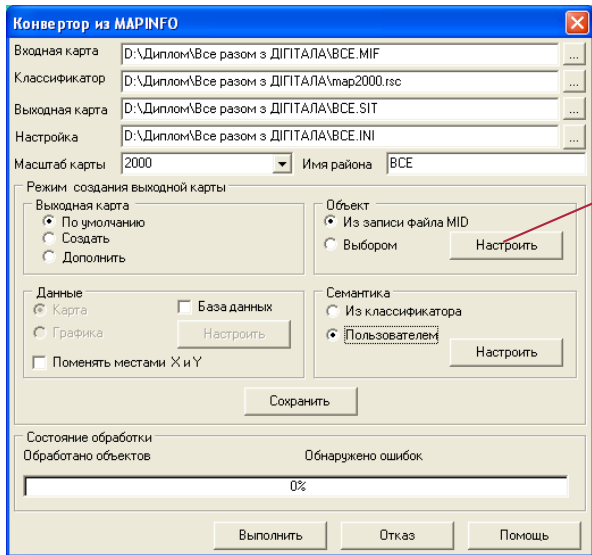 Конвертор из MAPINFO
Входная карта D:\Диплом\Все разом з ДІГІТАЛА\ВСЕ.MIF ...
Классификатор D:\Диплом\Все разом з ДІГІТАЛА\map2000.rsc ...
Выходная карта D:\Диплом\Все разом з ДІГІТАЛА\ВСЕ.SIT ...
Настройка D:\Диплом\Все разом з ДІГІТАЛА\ВСЕ.INI ...
Масштаб карты 2000 Имя района ВСЕ
Режим создания выходной карты
Выходная карта
По умолчанию
Создать
Дополнить
Объект
Из записи файла MID
Выбором Настроить
Данные
Карта База данных
Графика Настроить
Поменять местами X и Y
Семантика
Из классификатора
Пользователем
Настроить
Сохранить
Состояние обработки
Обработано объектов Обнаружено ошибок
0%
Выполнить Отказ Помощь